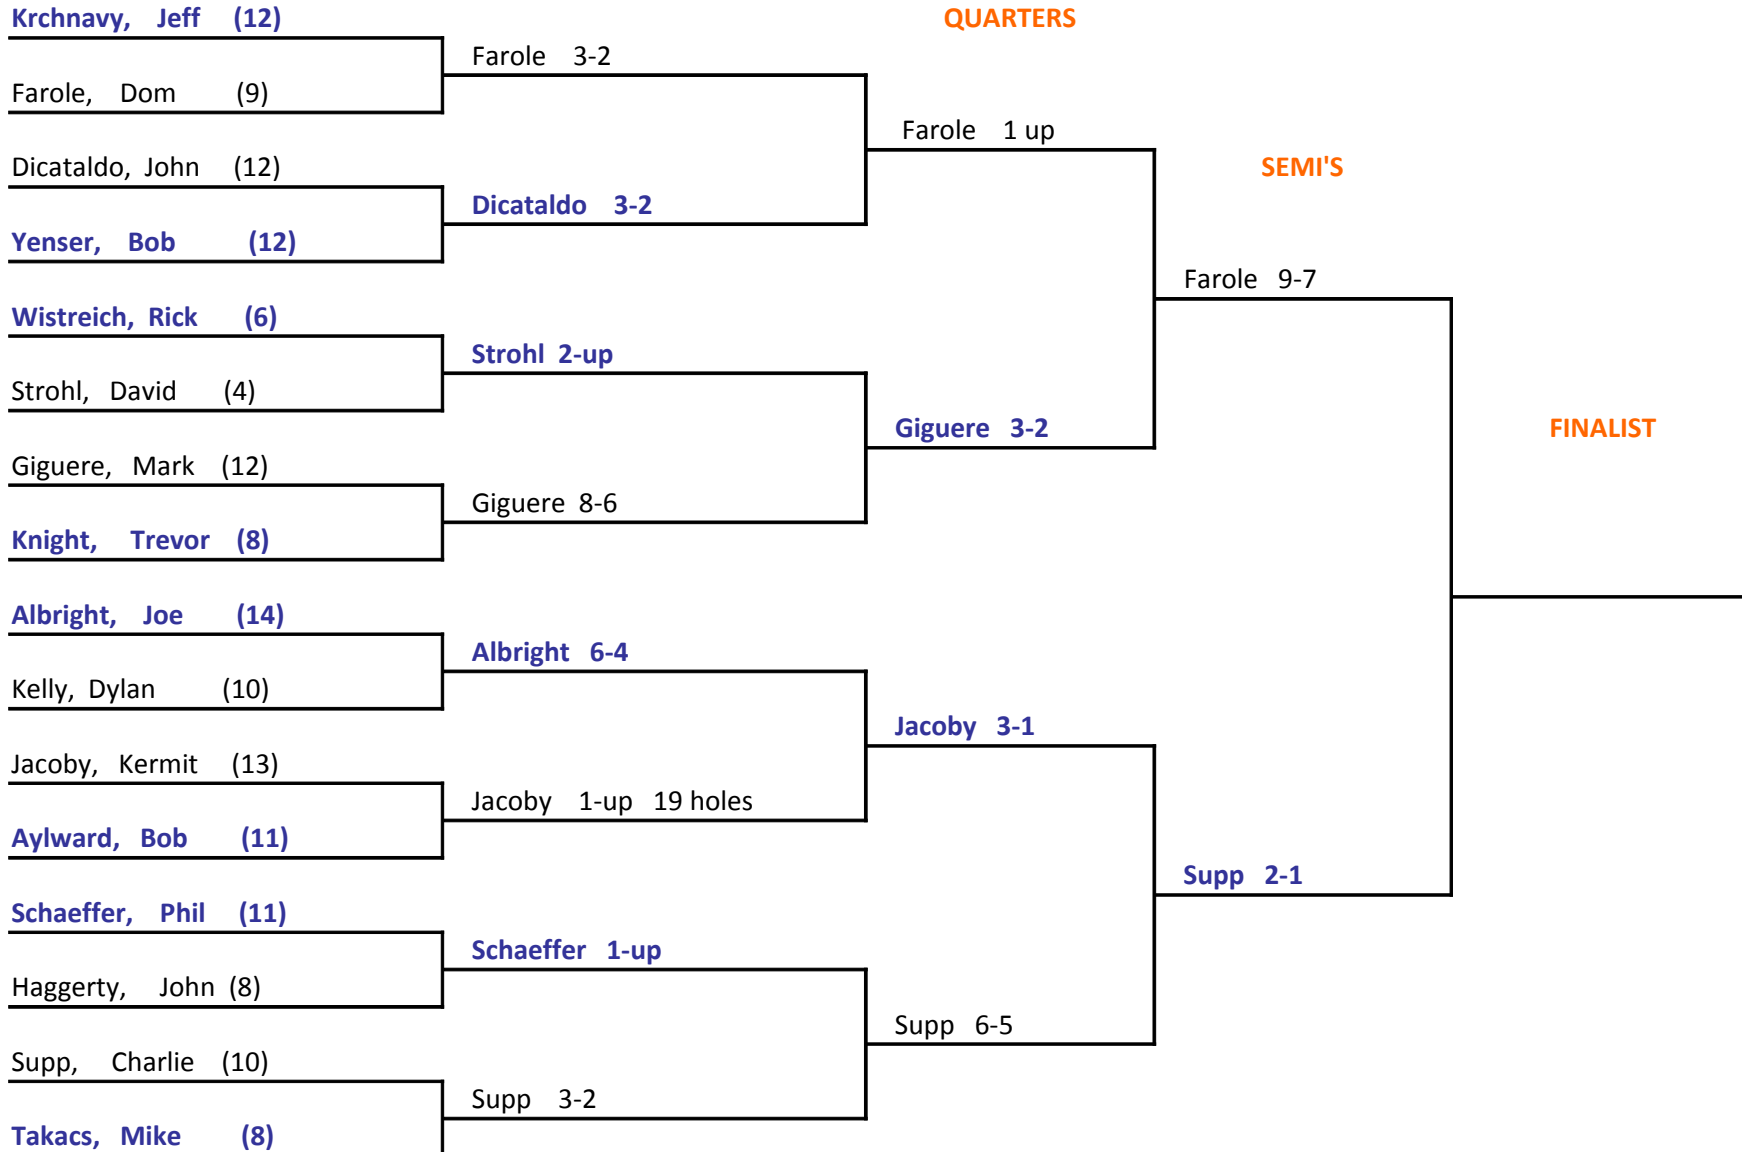 Krchnavy, Jeff (12)
QUARTERS
Farole 3-2
Farole, Dom (9)
Farole 1 up
Dicataldo, John (12)
SEMI'S
Dicataldo 3-2
Yenser, Bob (12)
Farole 9-7
Wistreich, Rick (6)
Strohl 2-up
Strohl, David (4)
Giguere 3-2
FINALIST
Giguere, Mark (12)
Giguere 8-6
Knight, Trevor (8)
Albright, Joe (14)
Albright 6-4
Kelly, Dylan (10)
Jacoby 3-1
Jacoby, Kermit (13)
Jacoby 1-up 19 holes
Aylward, Bob (11)
Supp 2-1
Schaeffer, Phil (11)
Schaeffer 1-up
Haggerty, John (8)
Supp 6-5
Supp, Charlie (10)
Supp 3-2
Takacs, Mike (8)